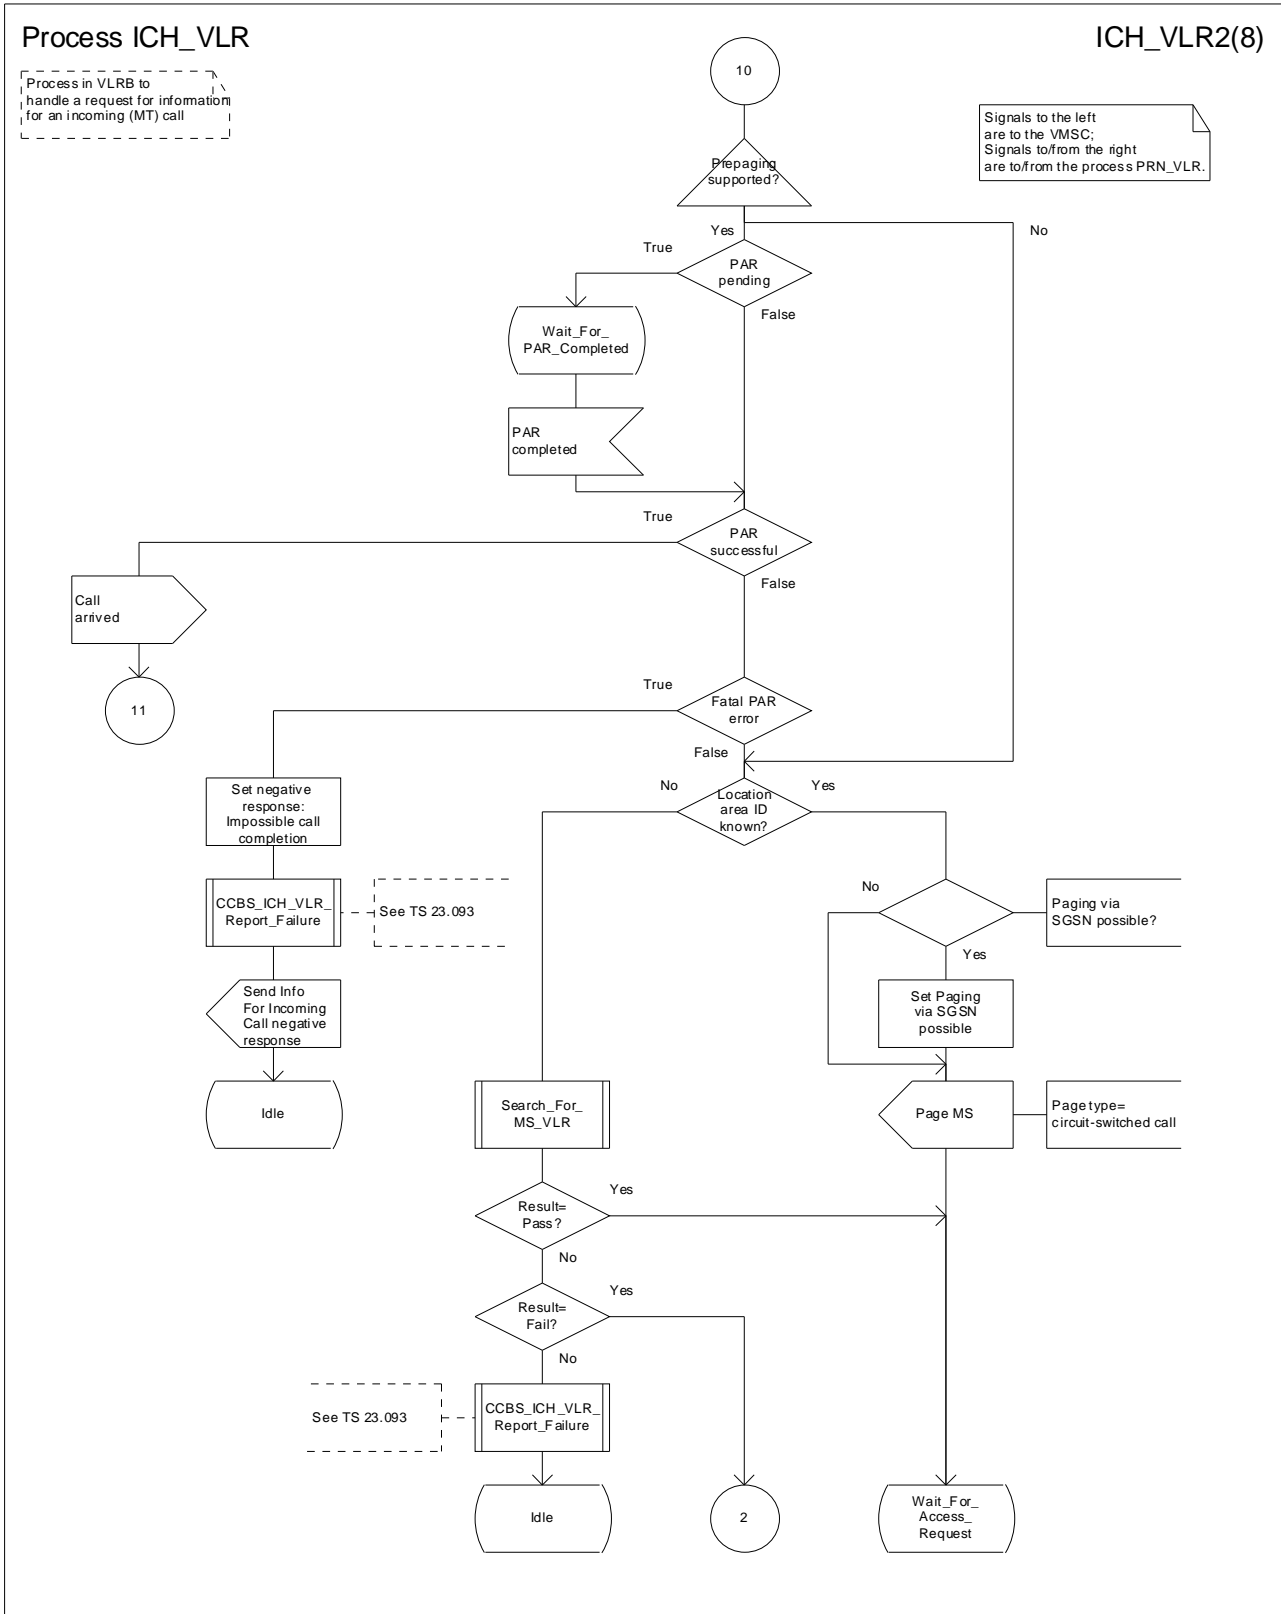 Process ICH_VLR
ICH_VLR2(8)
Process in VLRB to
handle a request for information
for an incoming (MT) call
10
Signals to the left
are to the VMSC;
Signals to/from the right
are to/from the process PRN_VLR.
Prepaging
supported?
Yes
No
True
PAR
pending
False
Wait_For_
PAR_Completed
PAR
completed
True
PAR
successful
False
Call
arrived
11
True
Fatal PAR
error
False
No
Yes
Location
area ID
known?
Set negative
response:
Impossible call
completion
CCBS_ICH_VLR_
Report_Failure
See TS 23.093
No
Paging via
SGSN possible?
Yes
Send Info
For Incoming
Call negative
response
Set Paging
via SGSN
possible
Idle
Search_For_
MS_VLR
Page MS
Page type=
circuit-switched call
Yes
Result=
Pass?
No
Yes
Result=
Fail?
No
See TS 23.093
CCBS_ICH_VLR_
Report_Failure
Idle
2
Wait_For_
Access_
Request